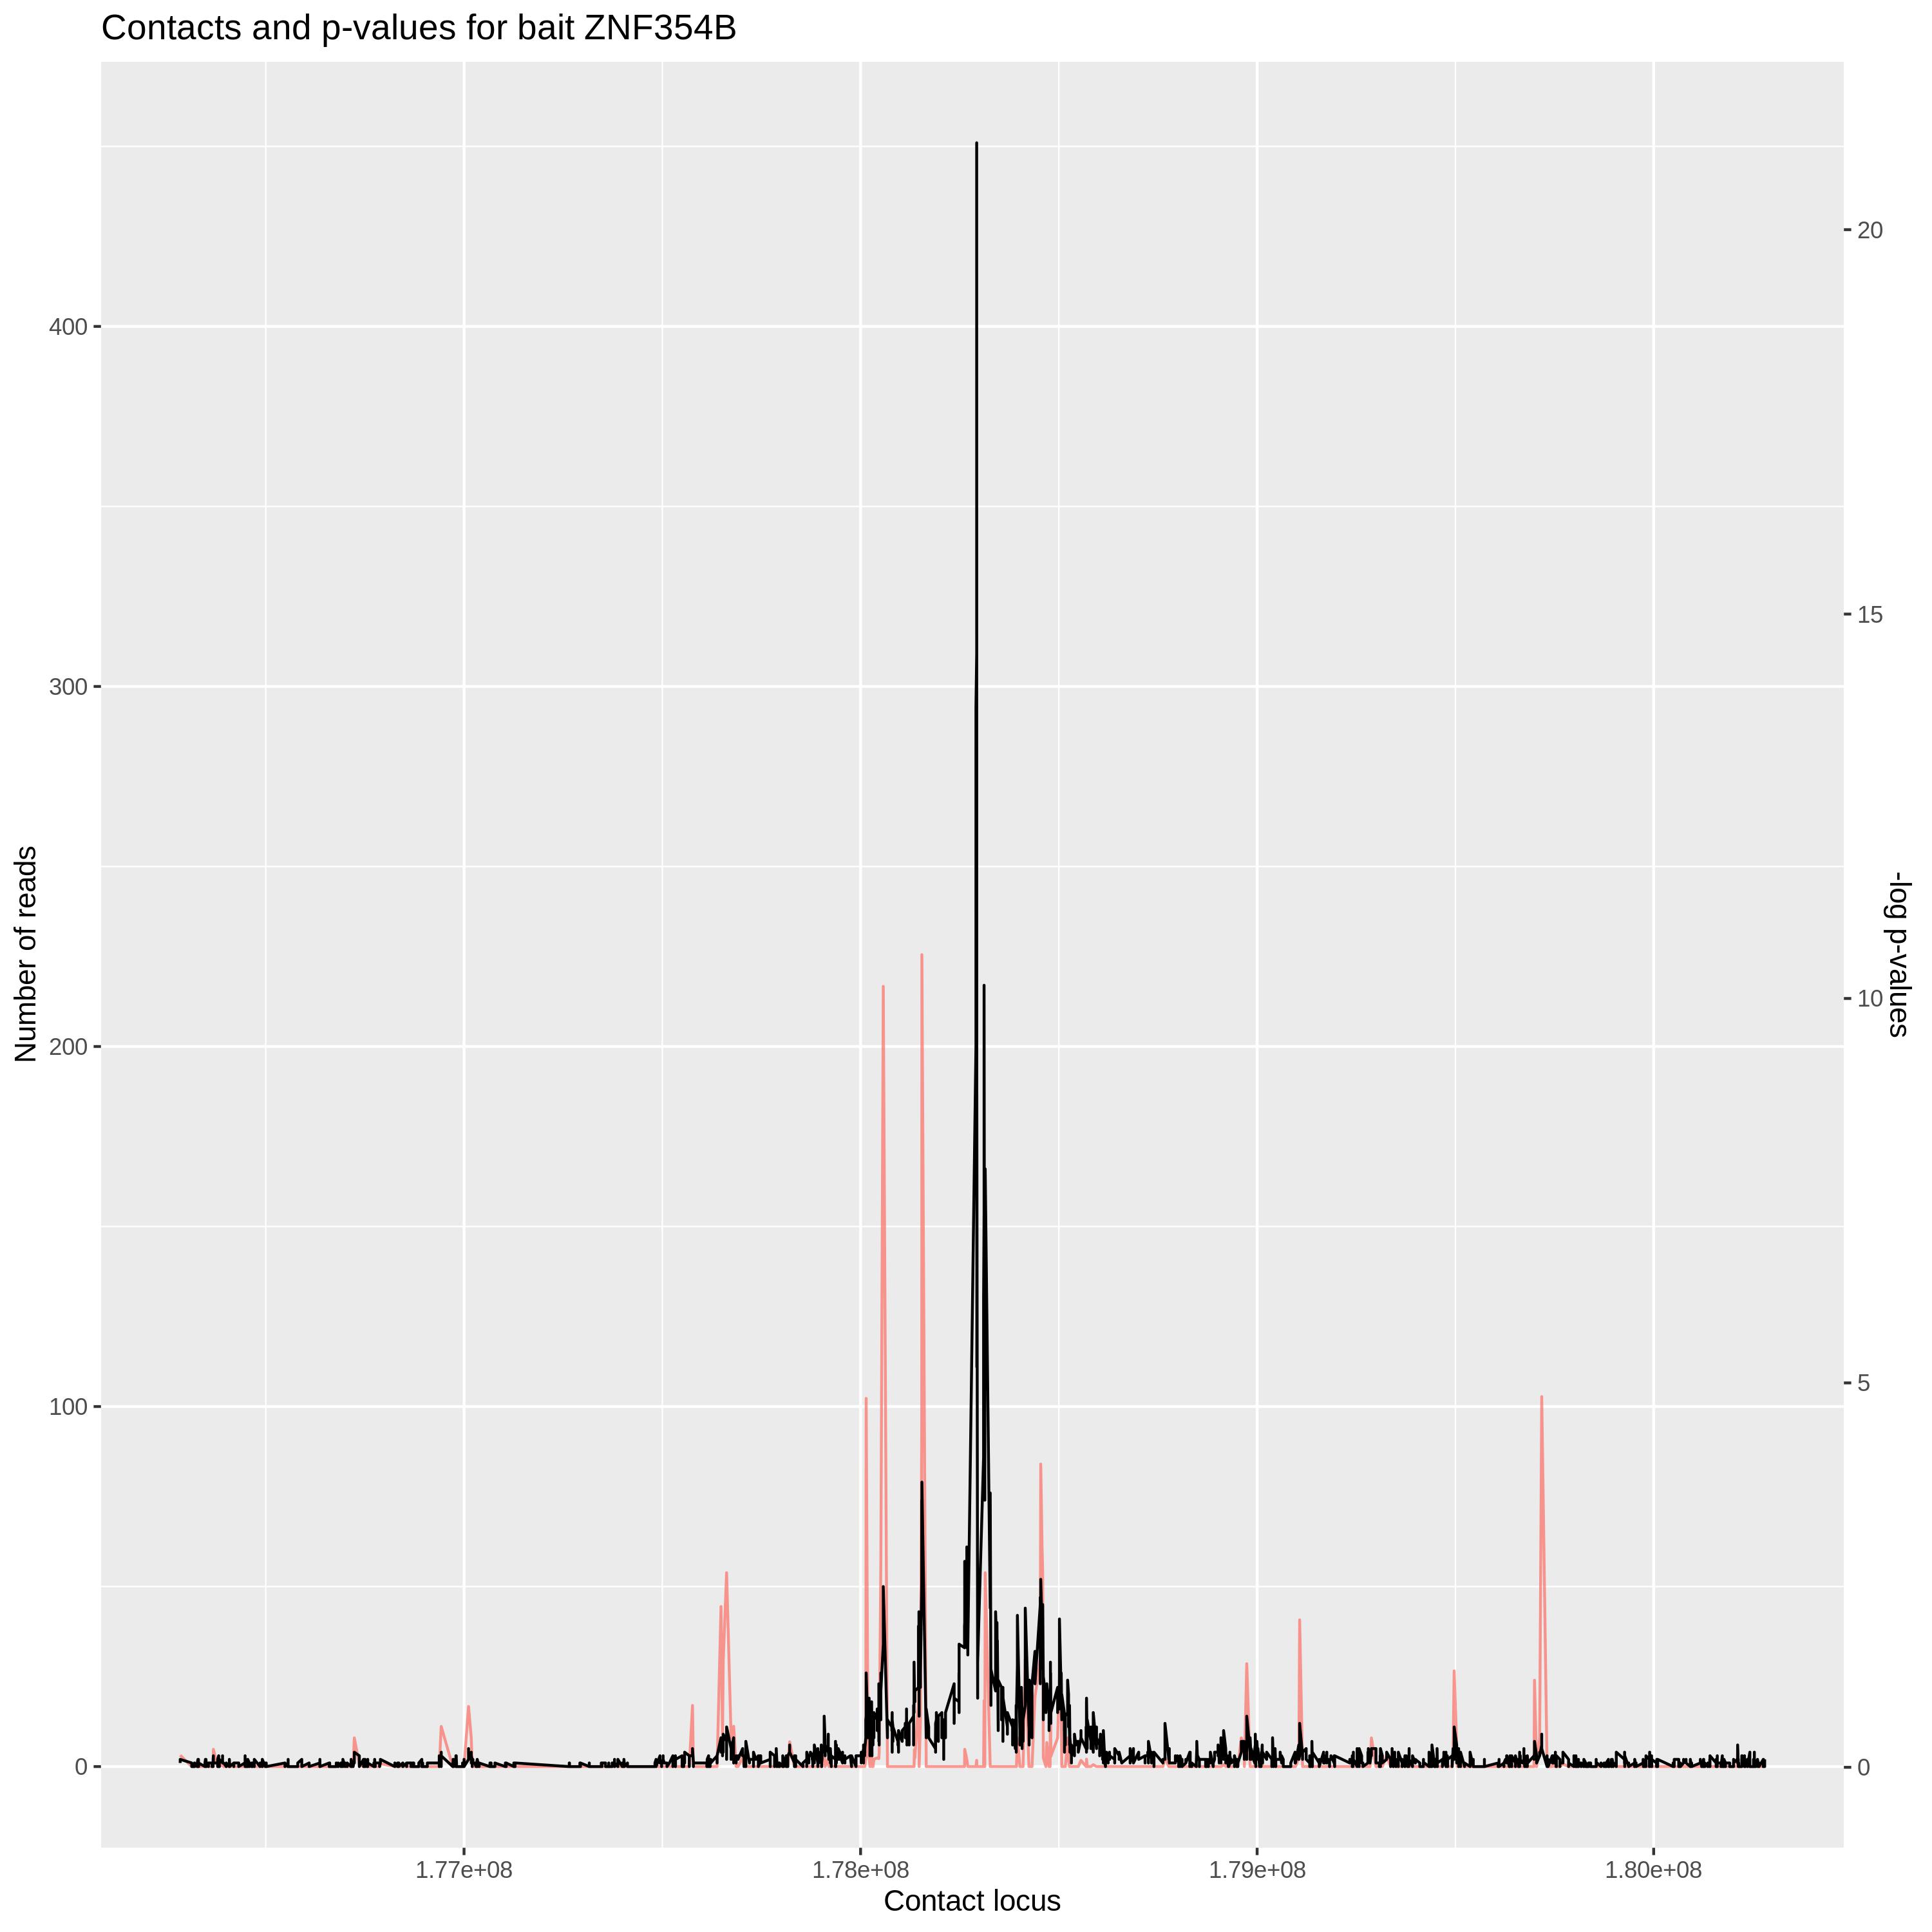 Contacts and p-values for bait ZNF354B
400
300
200
100
0
20
15
10
5
0
Number of reads
-log p-values
1.77e+08
1.78e+08
1.79e+08
1.80e+08
Contact locus